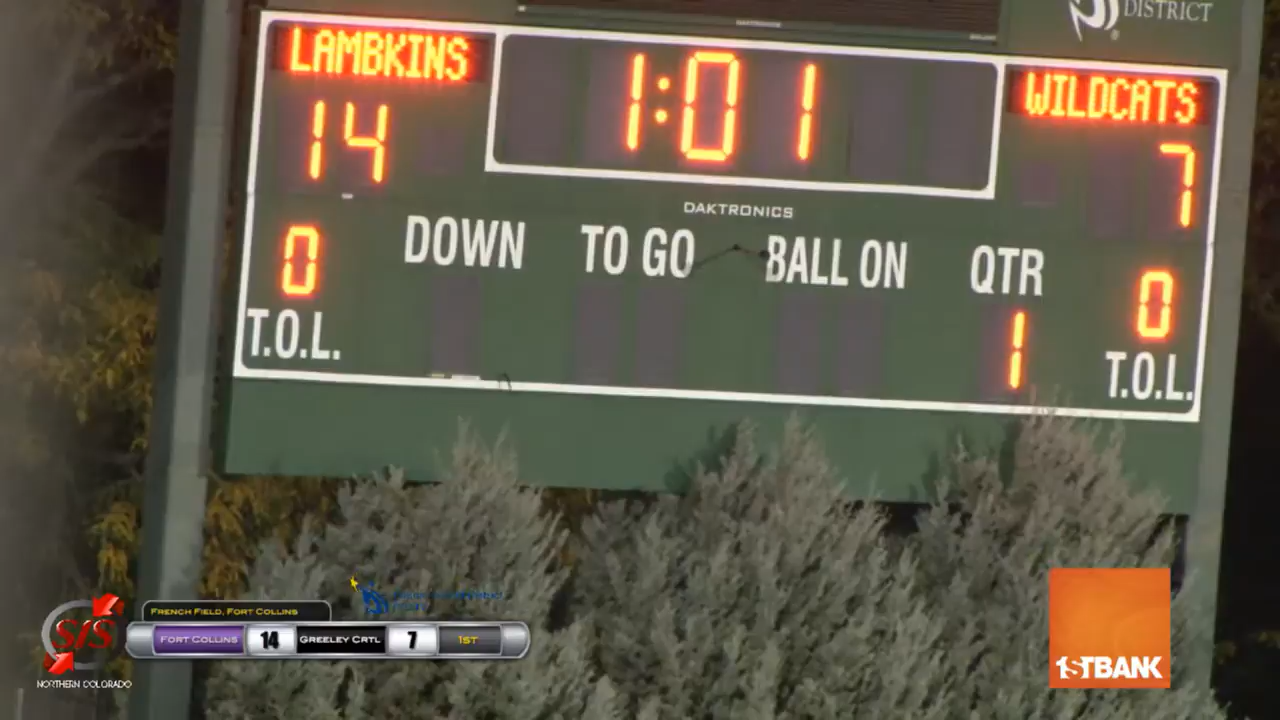 DISTRICT
LAMBKINS
1:01
WILDCATS
14
7
DAKTRONICS
DOWN
TO GO
BALL ON
QTR
0
0
1
T.O.L.
T.O.L.
FRENCH FIELD, FORT COLLINS
SIS
FORT COLLINS
14
GREELEY CRTL
7
1ST
NORTHERN COLORADO
1STBANK